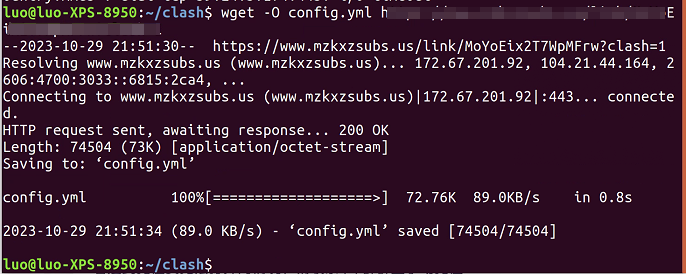 luo@luo-XPS-8950:~/clash$ wget -O config.yml h
--2023-10-29 21:51:30--  https://www.mzkxzsubs.us/link/MoYoEix2T7WpMFrw?clash=1
Resolving www.mzkxzsubs.us (www.mzkxzsubs.us)... 172.67.201.92, 104.21.44.164, 2
606:4700:3033::6815:2ca4, ...
Connecting to www.mzkxzsubs.us (www.mzkxzsubs.us)|172.67.201.92|:443... connecte
d.
HTTP request sent, awaiting response... 200 OK
Length: 74504 (73K) [application/octet-stream]
Saving to: ‘config.yml’
config.yml          100%[===================>]  72.76K  89.0KB/s    in 0.8s
2023-10-29 21:51:34 (89.0 KB/s) - ‘config.yml’ saved [74504/74504]
luo@luo-XPS-8950:~/clash$